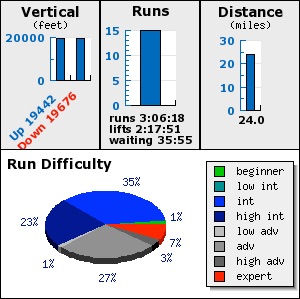 Vertical
(feet)
20000
0
Up 19442
Down 19676
Runs
15
10
5
0
runs 3:06:18
lifts 2:17:51
waiting 35:55
Distance
(miles)
30
20
10
0
24.0
Run Difficulty
35%
23%
1%
7%
3%
1%
27%
beginner
low int
int
high int
low adv
adv
high adv
expert